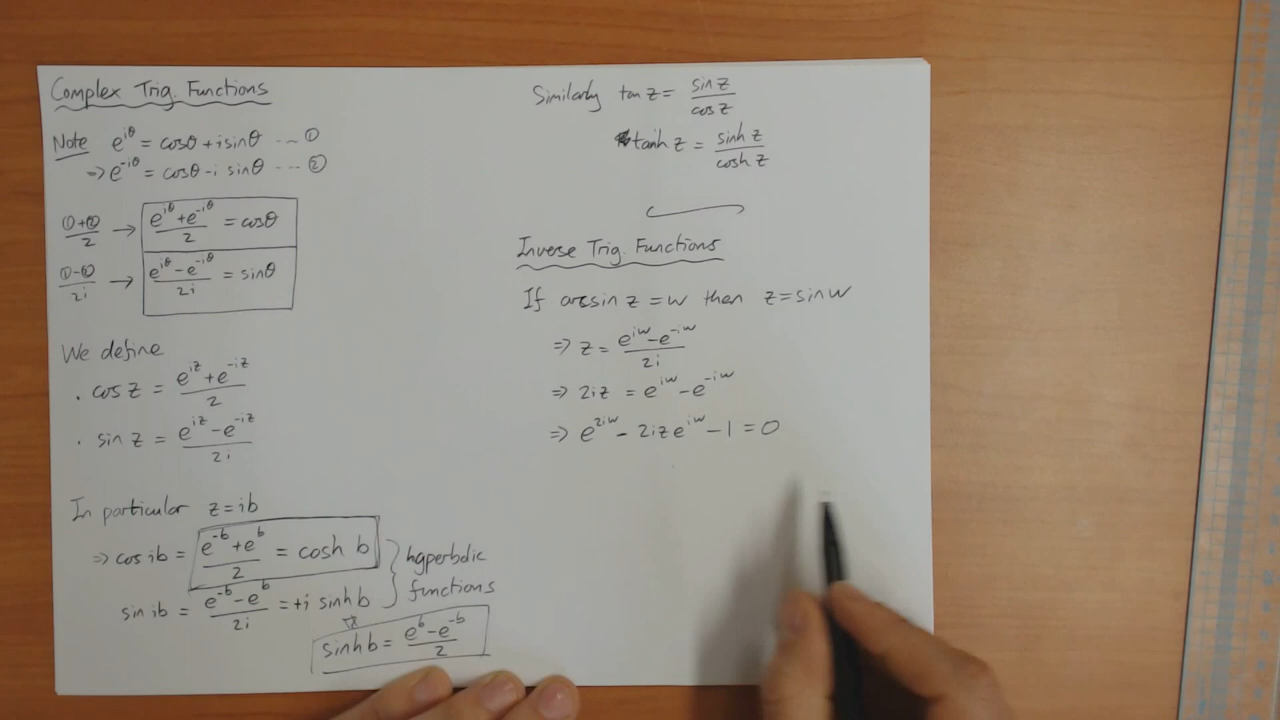 Complex Trig. Functions
Note e^{iθ} = cosθ + i sinθ --- ①
⇒ e^{-iθ} = cosθ - i sinθ --- ②
(①+②)/2 → (e^{iθ} + e^{-iθ})/2 = cosθ
(①-②)/2i → (e^{iθ} - e^{-iθ})/2i = sinθ
We define
· cos z = (e^{iz} + e^{-iz})/2
· sin z = (e^{iz} - e^{-iz})/2i
In particular z = ib
⇒ cos ib = (e^{-b} + e^{b})/2 = cosh b
sin ib = (e^{-b} - e^{b})/2i = +i sinh b
hyperbolic
functions
sinh b = (e^{b} - e^{-b})/2
Similarly tan z = sin z / cos z
tanh z = sinh z / cosh z
Inverse Trig. Functions
If arcsin z = w then z = sin w
⇒ z = (e^{iw} - e^{-iw})/2i
⇒ 2iz = e^{iw} - e^{-iw}
⇒ e^{2iw} - 2iz e^{iw} - 1 = 0